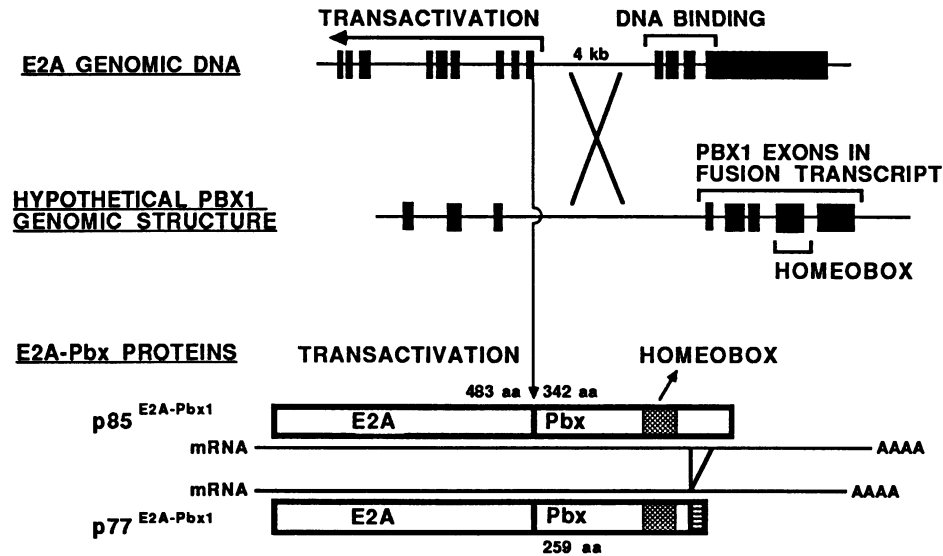 TRANSACTIVATION
DNA BINDING
E2A GENOMIC DNA
4 kb
PBX1 EXONS IN
FUSION TRANSCRIPT
HYPOTHETICAL PBX1
GENOMIC STRUCTURE
HOMEOBOX
E2A-Pbx PROTEINS
TRANSACTIVATION
HOMEOBOX
483 aa
342 aa
p85 E2A-Pbx1
E2A
Pbx
mRNA
AAAA
mRNA
AAAA
p77 E2A-Pbx1
E2A
Pbx
259 aa